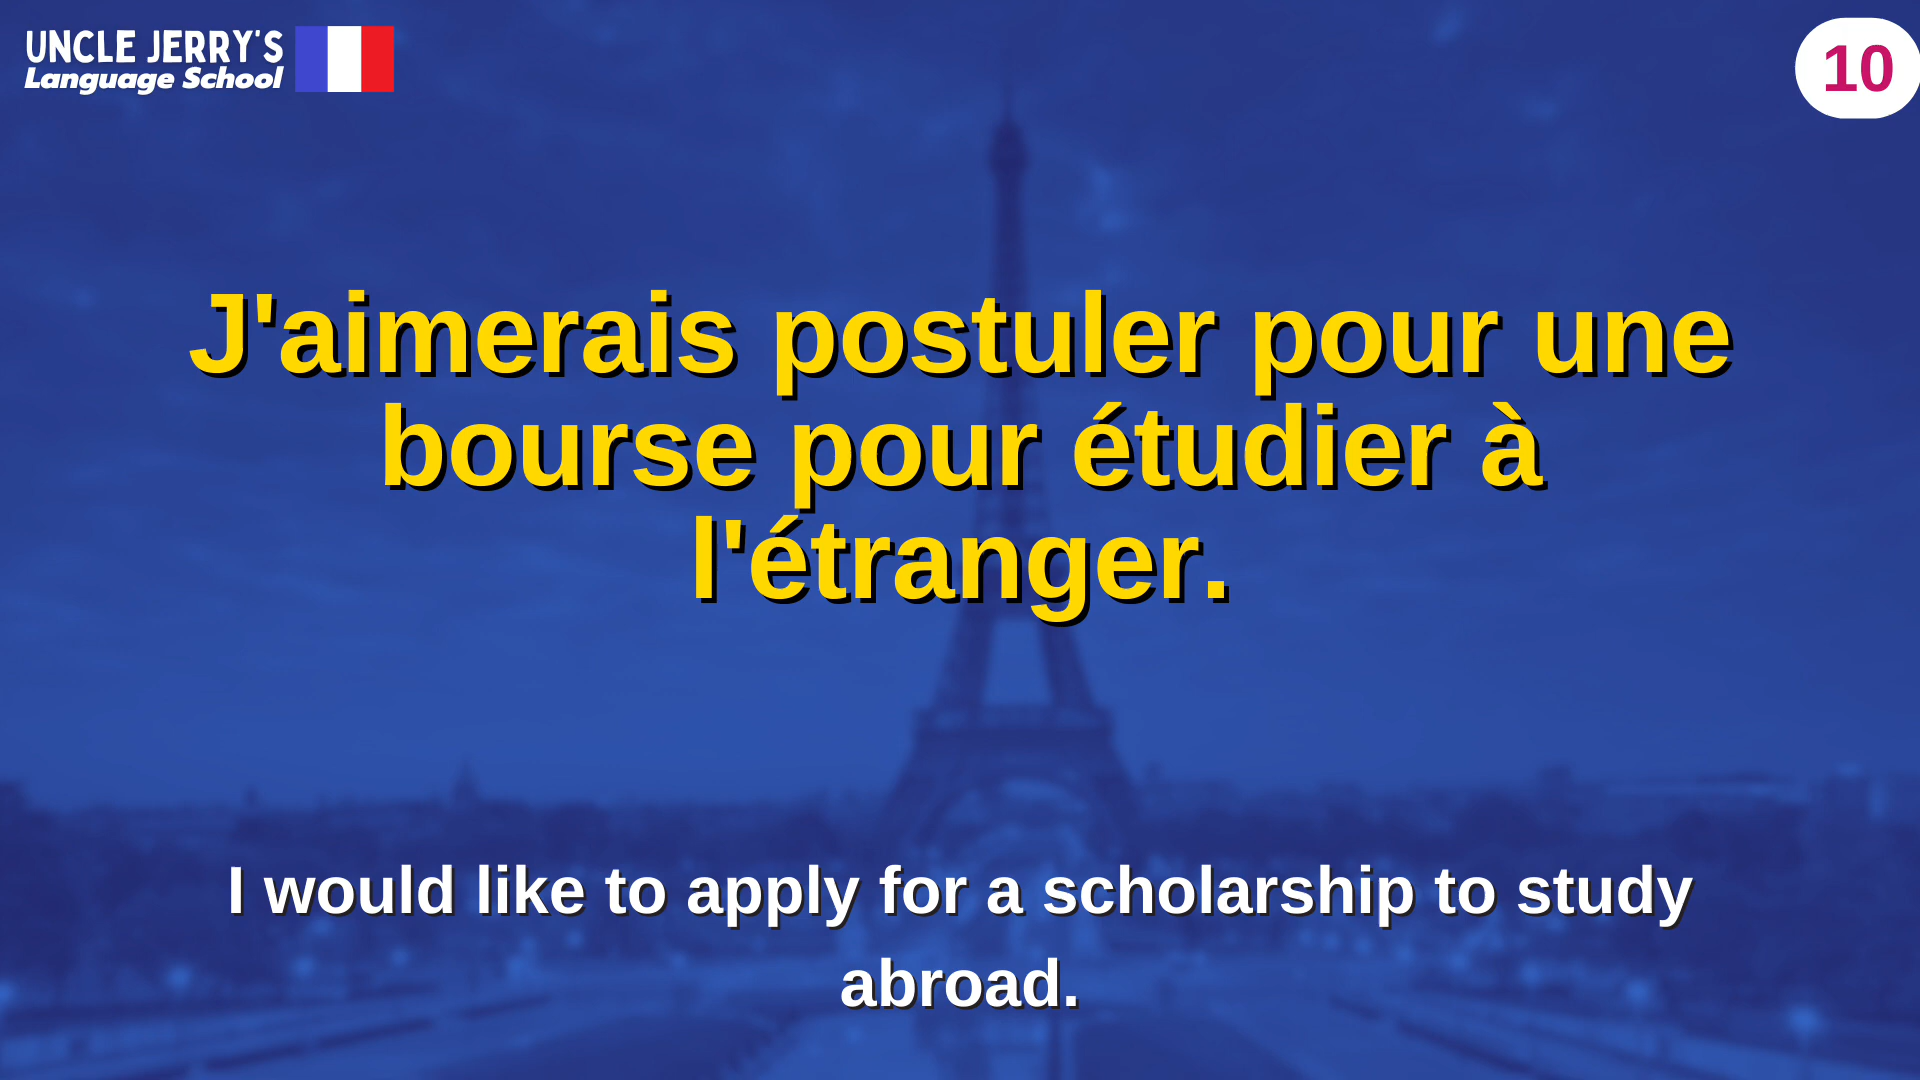 UNCLE JERRY'S
Language School
10
J'aimerais postuler pour une
bourse pour étudier à
l'étranger.
I would like to apply for a scholarship to study
abroad.